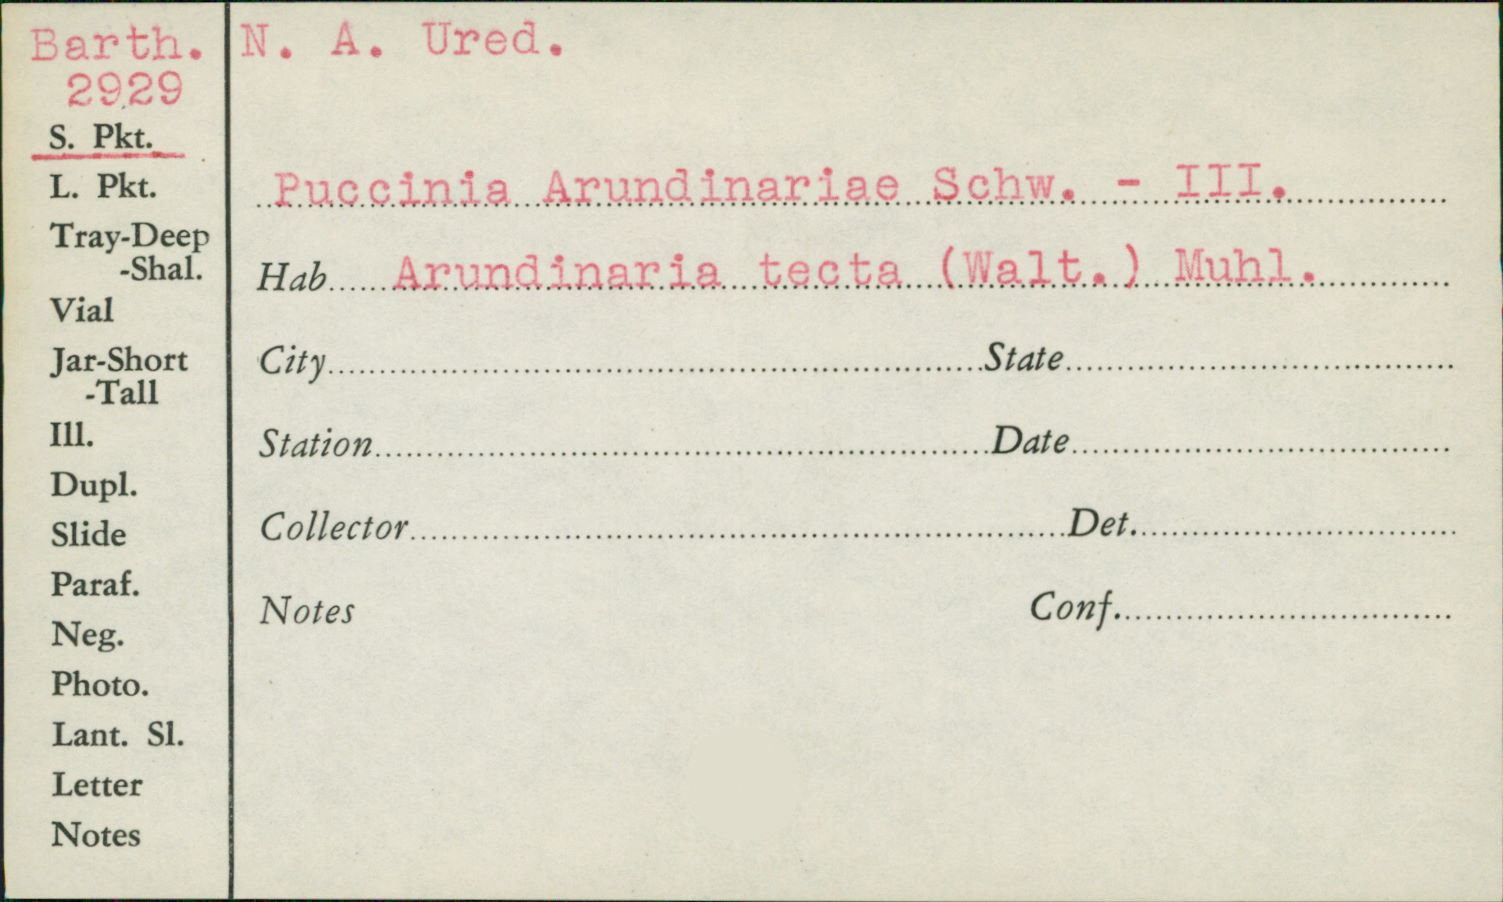 Barth. N. A. Ured.
2929
S. Pkt.
L. Pkt.
Tray-Deep
-Shal.
Vial
Jar-Short
-Tall
Ill.
Dupl.
Slide
Paraf.
Neg.
Photo.
Lant. Sl.
Letter
Notes
Puccinia Arundinariae Schw. - III.
Hab. Arundinaria tecta (Walt.) Muhl.
City State
Station Date
Collector Det.
Notes Conf.